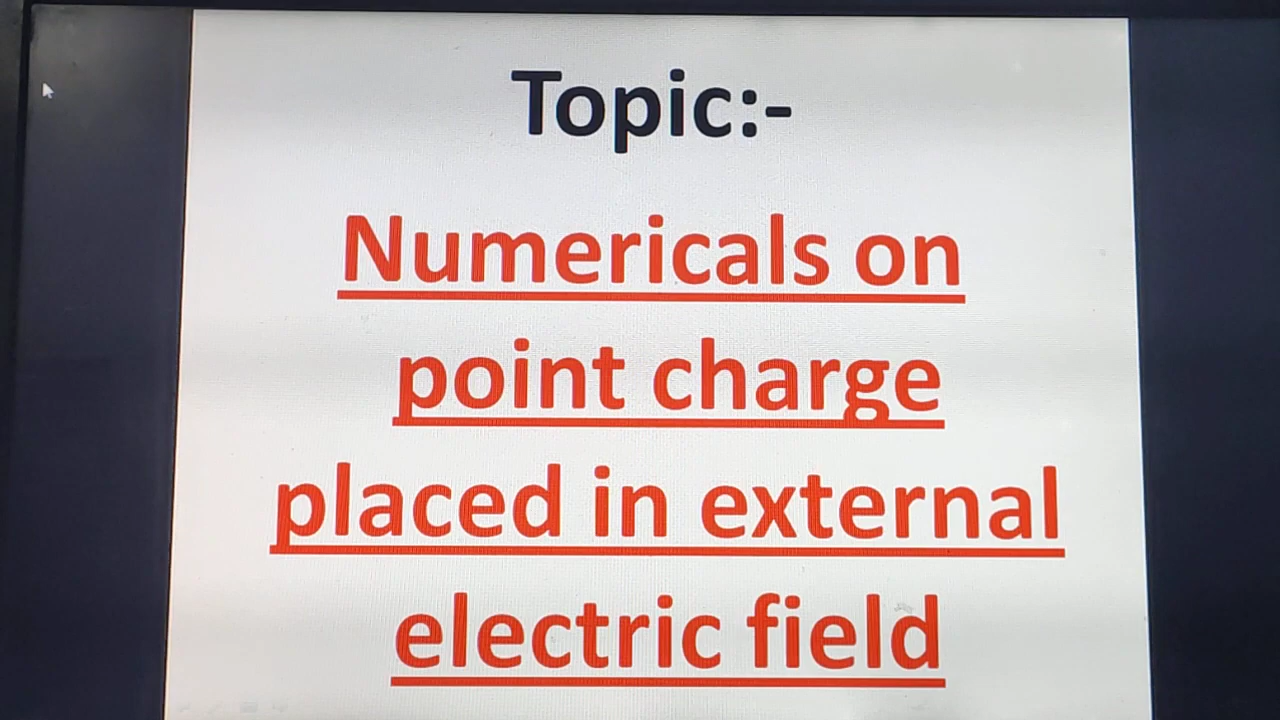 Topic:-
Numericals on
point charge
placed in external
electric field